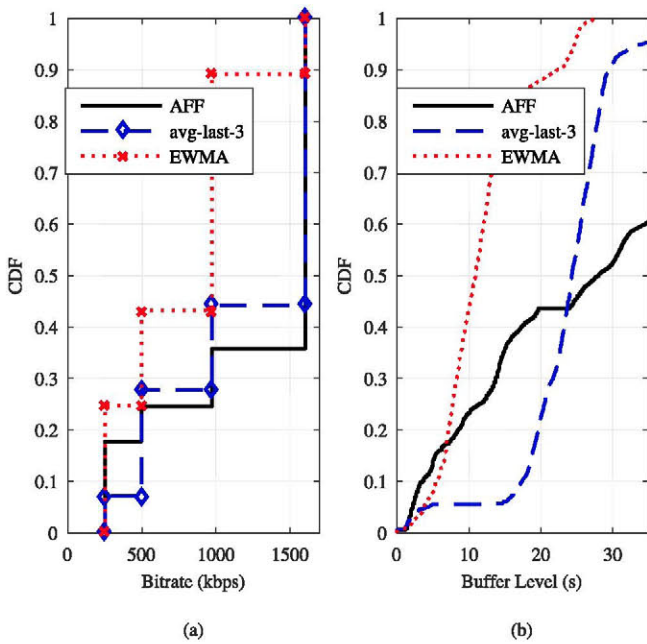 1
0.9
0.8
0.7
0.6
0.5
0.4
0.3
0.2
0.1
0
CDF
AFF
avg-last-3
EWMA
0 500 1000 1500
Bitrate (kbps)
(a)
1
0.9
0.8
0.7
0.6
0.5
0.4
0.3
0.2
0.1
0
CDF
AFF
avg-last-3
EWMA
0 10 20 30
Buffer Level (s)
(b)